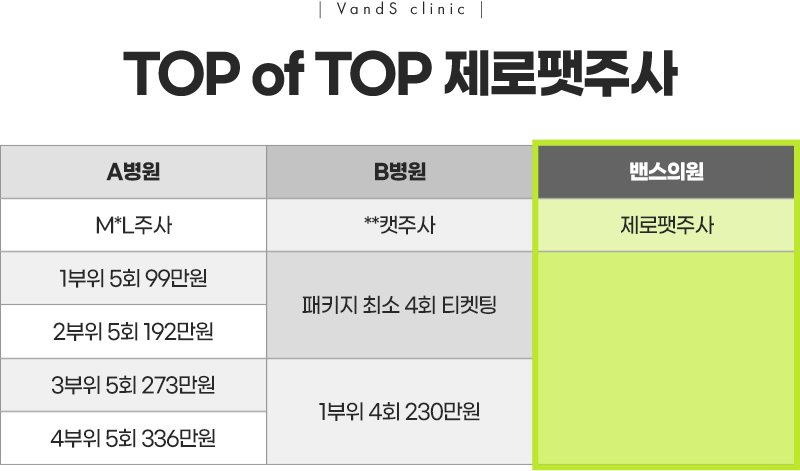 | VandS clinic |
TOP of TOP 제로팻주사
A병원 B병원 밴스의원
M*L주사 **캣주사 제로팻주사
1부위 5회 99만원
패키지 최소 4회 티켓팅
2부위 5회 192만원
3부위 5회 273만원
1부위 4회 230만원
4부위 5회 336만원